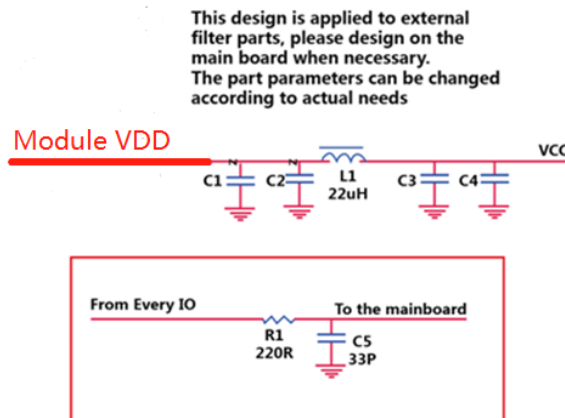 This design is applied to external
filter parts, please design on the
main board when necessary.
The part parameters can be changed
according to actual needs
Module VDD
VCC
C1
C2
L1
22uH
C3
C4
From Every IO
To the mainboard
R1
220R
C5
33P